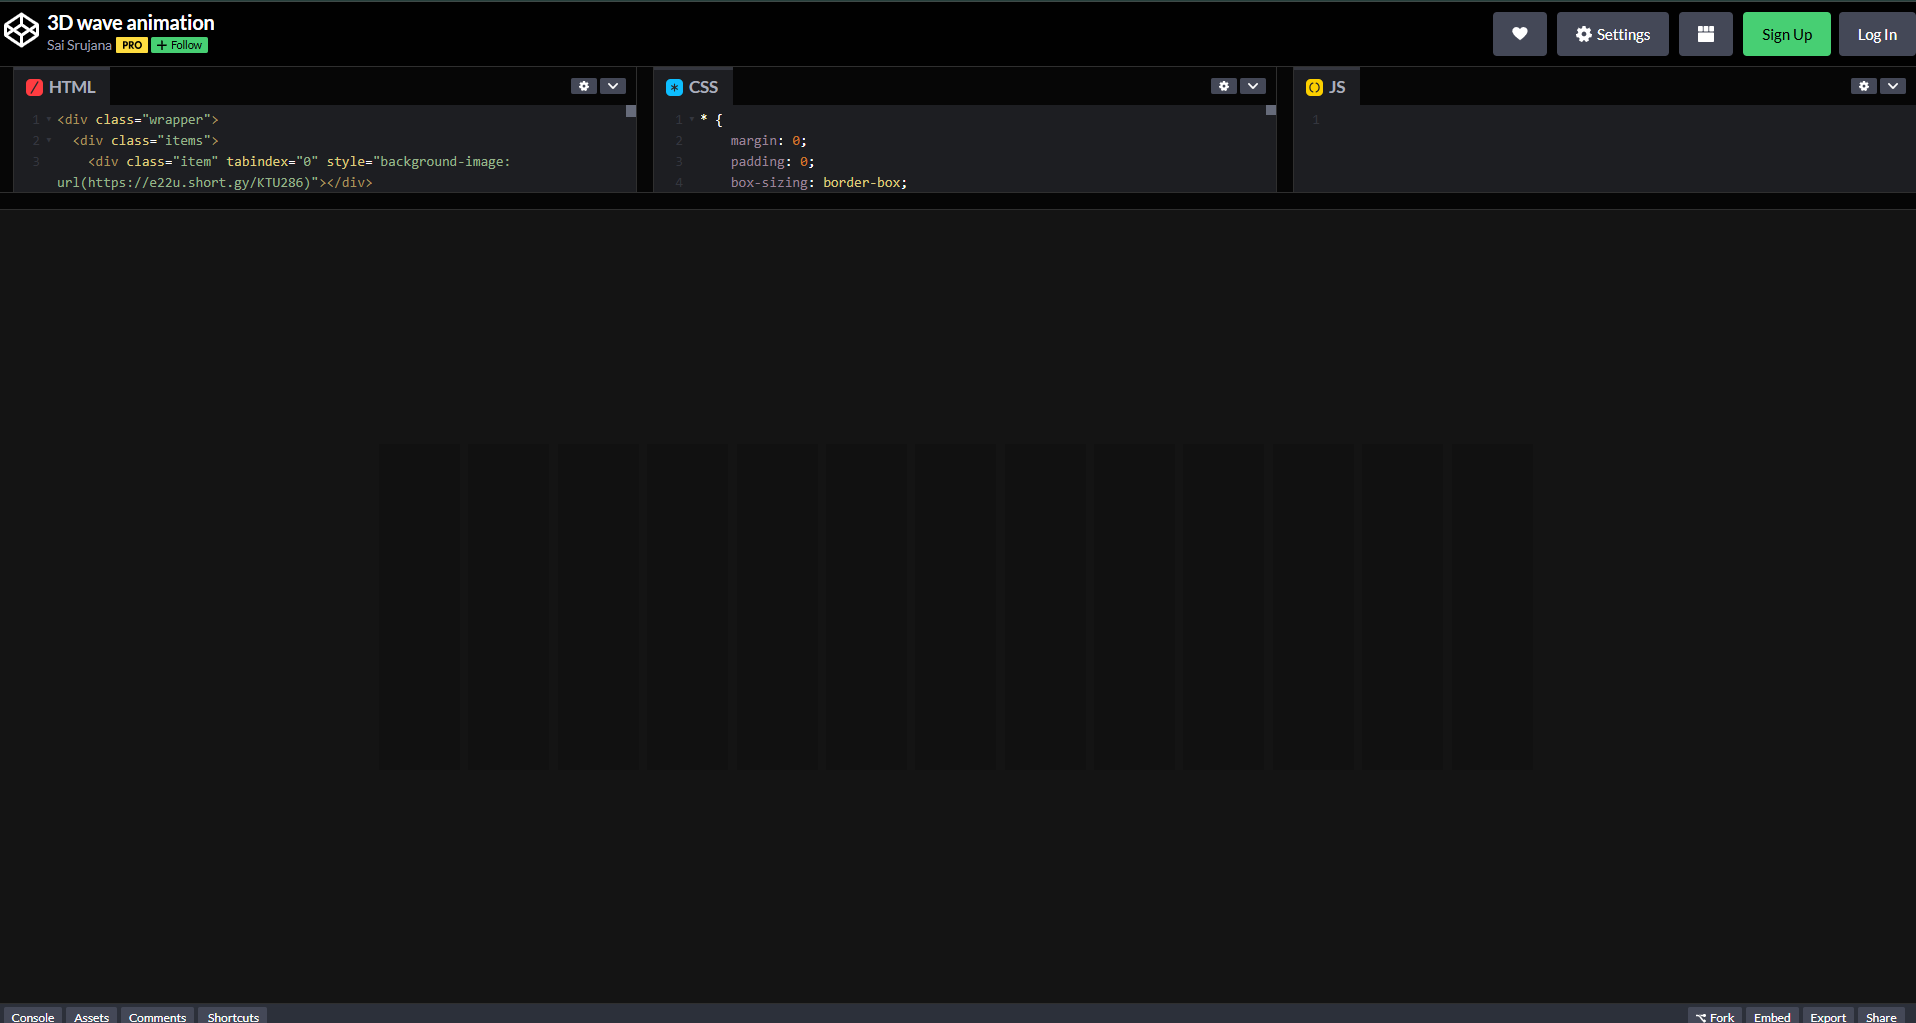 3D wave animation
Sai Srujana PRO + Follow
Settings
Sign Up
Log In
HTML
1 <div class="wrapper">
2 <div class="items">
3 <div class="item" tabindex="0" style="background-image:
url(https://e22u.short.gy/KTU286)"></div>
CSS
1 * {
2 margin: 0;
3 padding: 0;
4 box-sizing: border-box;
JS
1
Console Assets Comments Shortcuts
Fork Embed Export Share